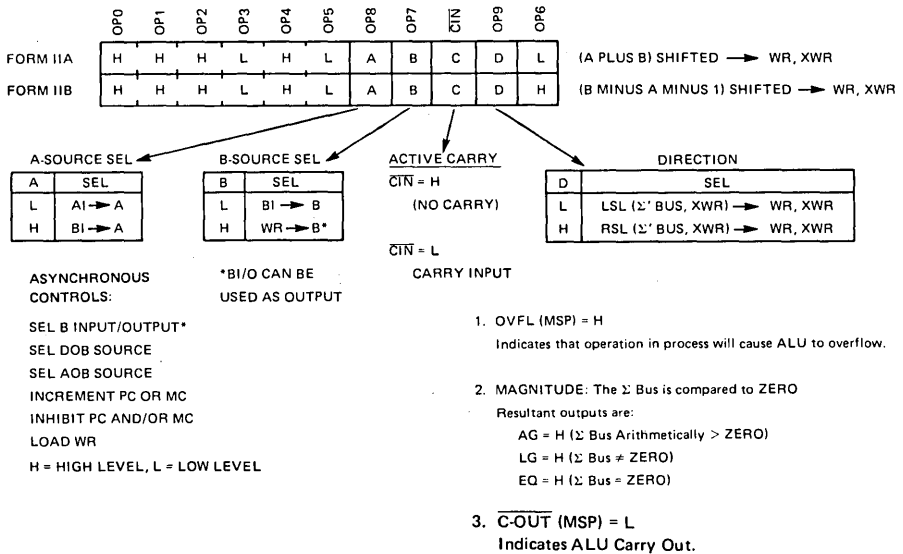 OP0 OP1 OP2 OP3 OP4 OP5 OP8 OP7 C̅I̅N̅ OP9 OP6
FORM IIA H H H L H L A B C D L (A PLUS B) SHIFTED → WR, XWR
FORM IIB H H H L H L A B C D H (B MINUS A MINUS 1) SHIFTED → WR, XWR
A-SOURCE SEL
A SEL
L AI → A
H BI → A
B-SOURCE SEL
B SEL
L BI → B
H WR → B*
*BI/O CAN BE
USED AS OUTPUT
ACTIVE CARRY
C̅I̅N̅ = H
(NO CARRY)
C̅I̅N̅ = L
CARRY INPUT
DIRECTION
D SEL
L LSL (Σ' BUS, XWR) → WR, XWR
H RSL (Σ' BUS, XWR) → WR, XWR
ASYNCHRONOUS
CONTROLS:
SEL B INPUT/OUTPUT*
SEL DOB SOURCE
SEL AOB SOURCE
INCREMENT PC OR MC
INHIBIT PC AND/OR MC
LOAD WR
H = HIGH LEVEL, L = LOW LEVEL
1. OVFL (MSP) = H
Indicates that operation in process will cause ALU to overflow.
2. MAGNITUDE: The Σ Bus is compared to ZERO
Resultant outputs are:
AG = H (Σ Bus Arithmetically > ZERO)
LG = H (Σ Bus ≠ ZERO)
EQ = H (Σ Bus = ZERO)
3. C̅-̅O̅U̅T̅ (MSP) = L
Indicates ALU Carry Out.